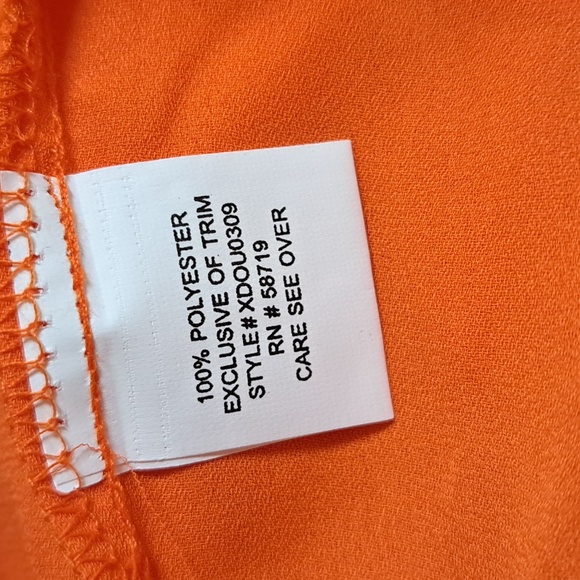 100% POLYESTER
EXCLUSIVE OF TRIM
STYLE# XDOU0309
RN # 58719
CARE SEE OVER